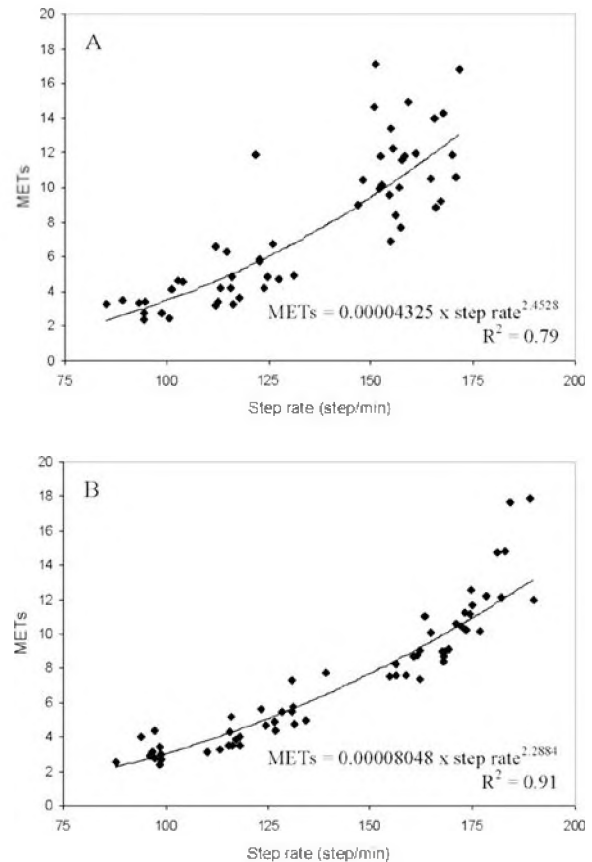 20
18
16
14
12
10
8
6
4
2
0
METs
A
METs = 0.00004325 x step rate^2.4528
R^2 = 0.79
75 100 125 150 175 200
Step rate (step/min)
20
18
16
14
12
10
8
6
4
2
0
METs
B
METs = 0.00008048 x step rate^2.2884
R^2 = 0.91
75 100 125 150 175 200
Step rate (step/min)